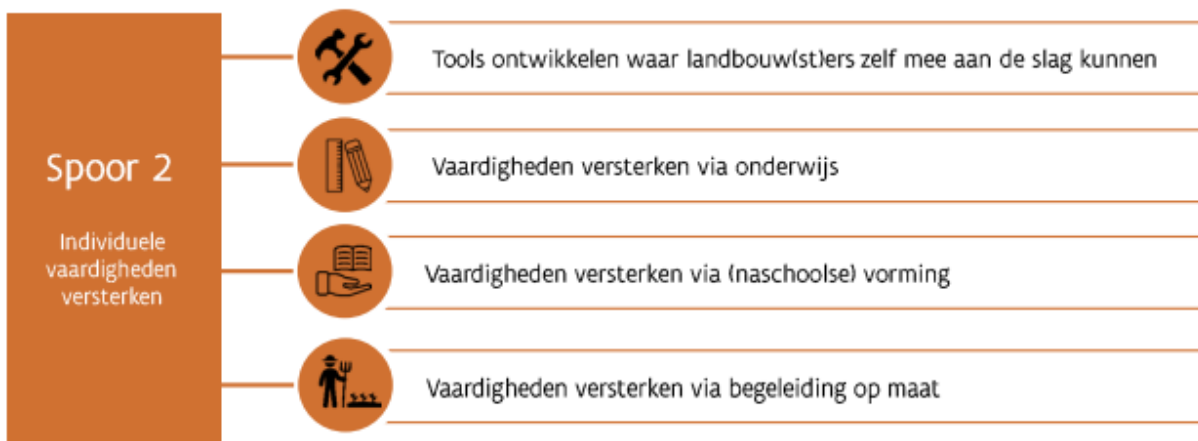 Spoor 2
Individuele
vaardigheden
versterken
Tools ontwikkelen waar landbouw(st)ers zelf mee aan de slag kunnen
Vaardigheden versterken via onderwijs
Vaardigheden versterken via (naschoolse) vorming
Vaardigheden versterken via begeleiding op maat